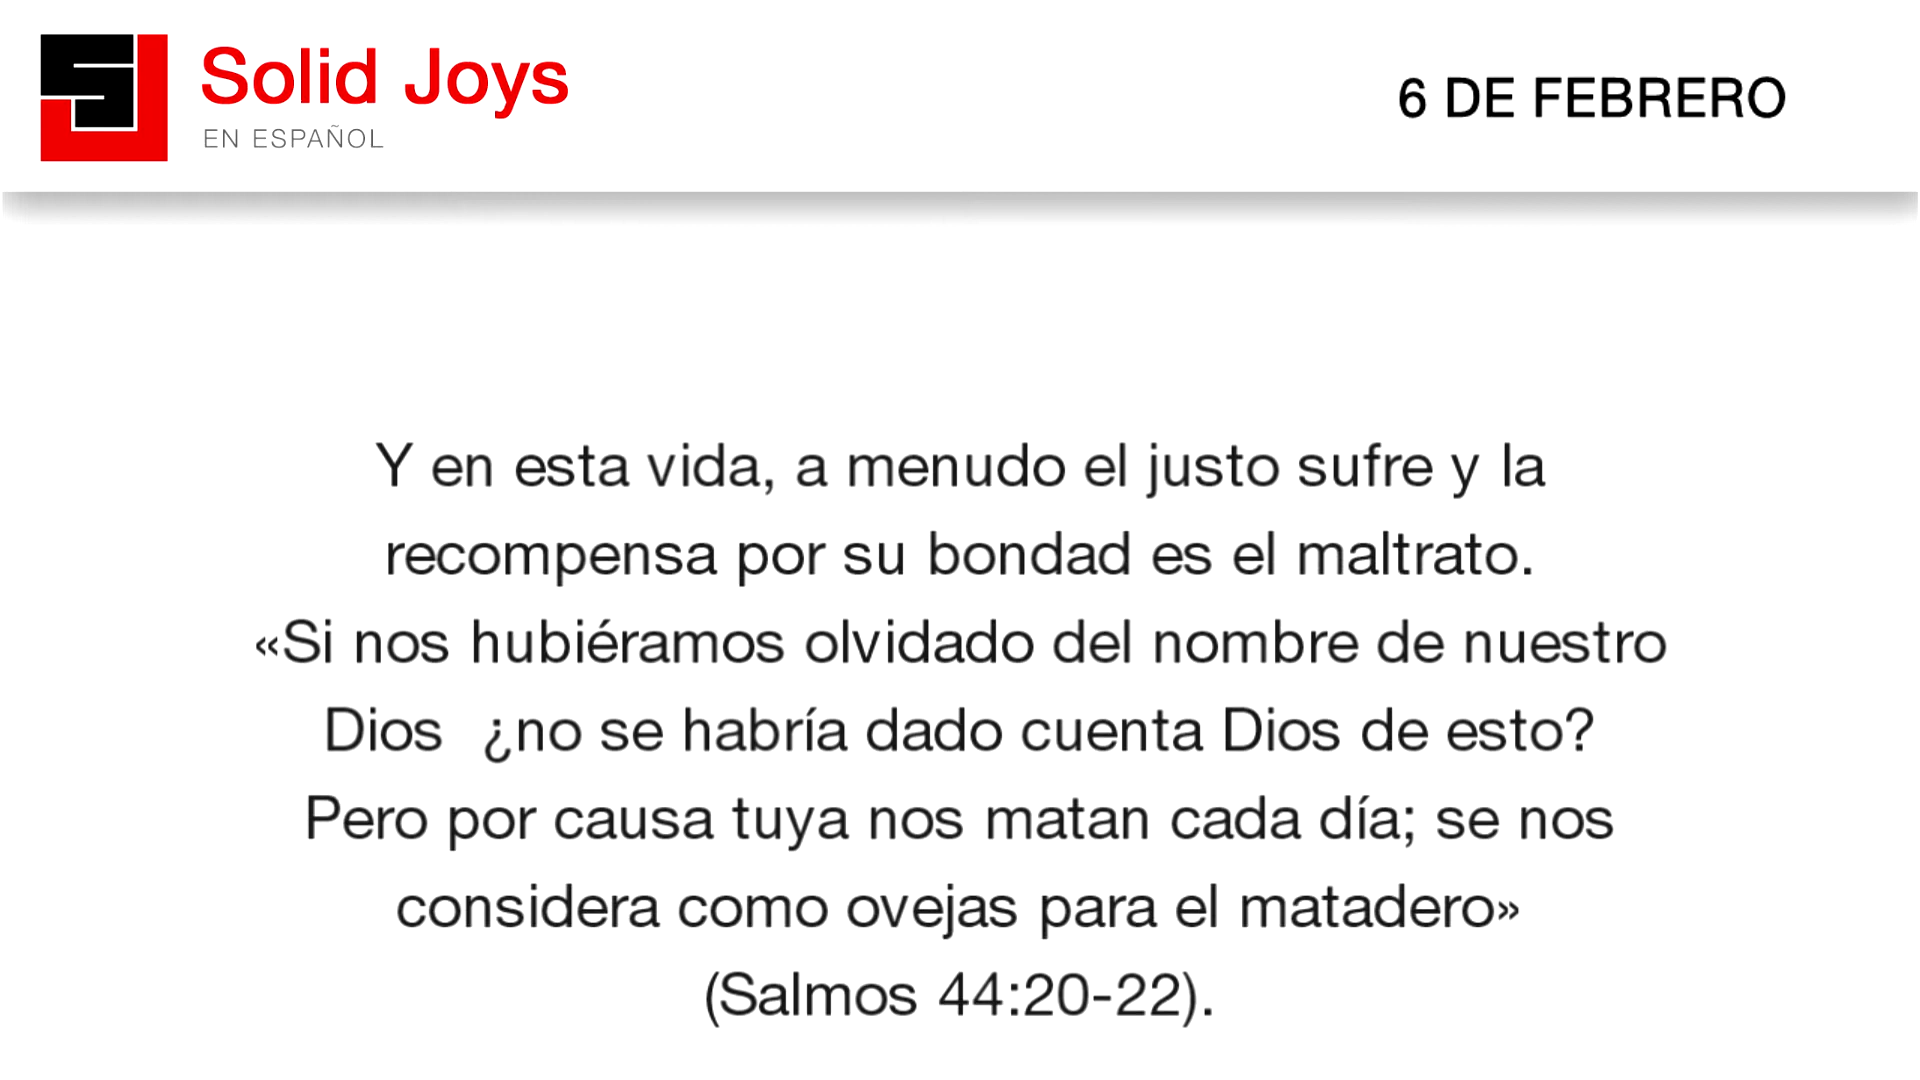 Solid Joys
EN ESPAÑOL
6 DE FEBRERO
Y en esta vida, a menudo el justo sufre y la
recompensa por su bondad es el maltrato.
«Si nos hubiéramos olvidado del nombre de nuestro
Dios  ¿no se habría dado cuenta Dios de esto?
Pero por causa tuya nos matan cada día; se nos
considera como ovejas para el matadero»
(Salmos 44:20-22).